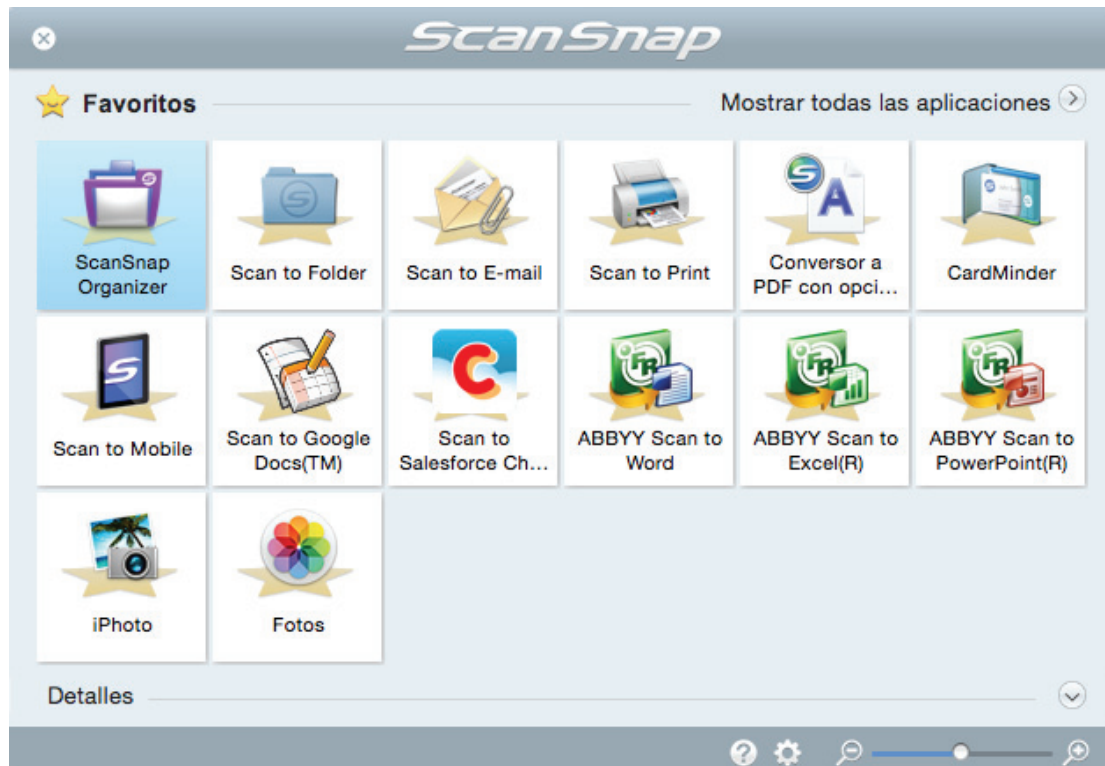 ScanSnap
Favoritos
Mostrar todas las aplicaciones
ScanSnap
Organizer
Scan to Folder
Scan to E-mail
Scan to Print
Conversor a
PDF con opci...
CardMinder
Scan to Mobile
Scan to Google
Docs(TM)
Scan to
Salesforce Ch...
ABBYY Scan to
Word
ABBYY Scan to
Excel(R)
ABBYY Scan to
PowerPoint(R)
iPhoto
Fotos
Detalles